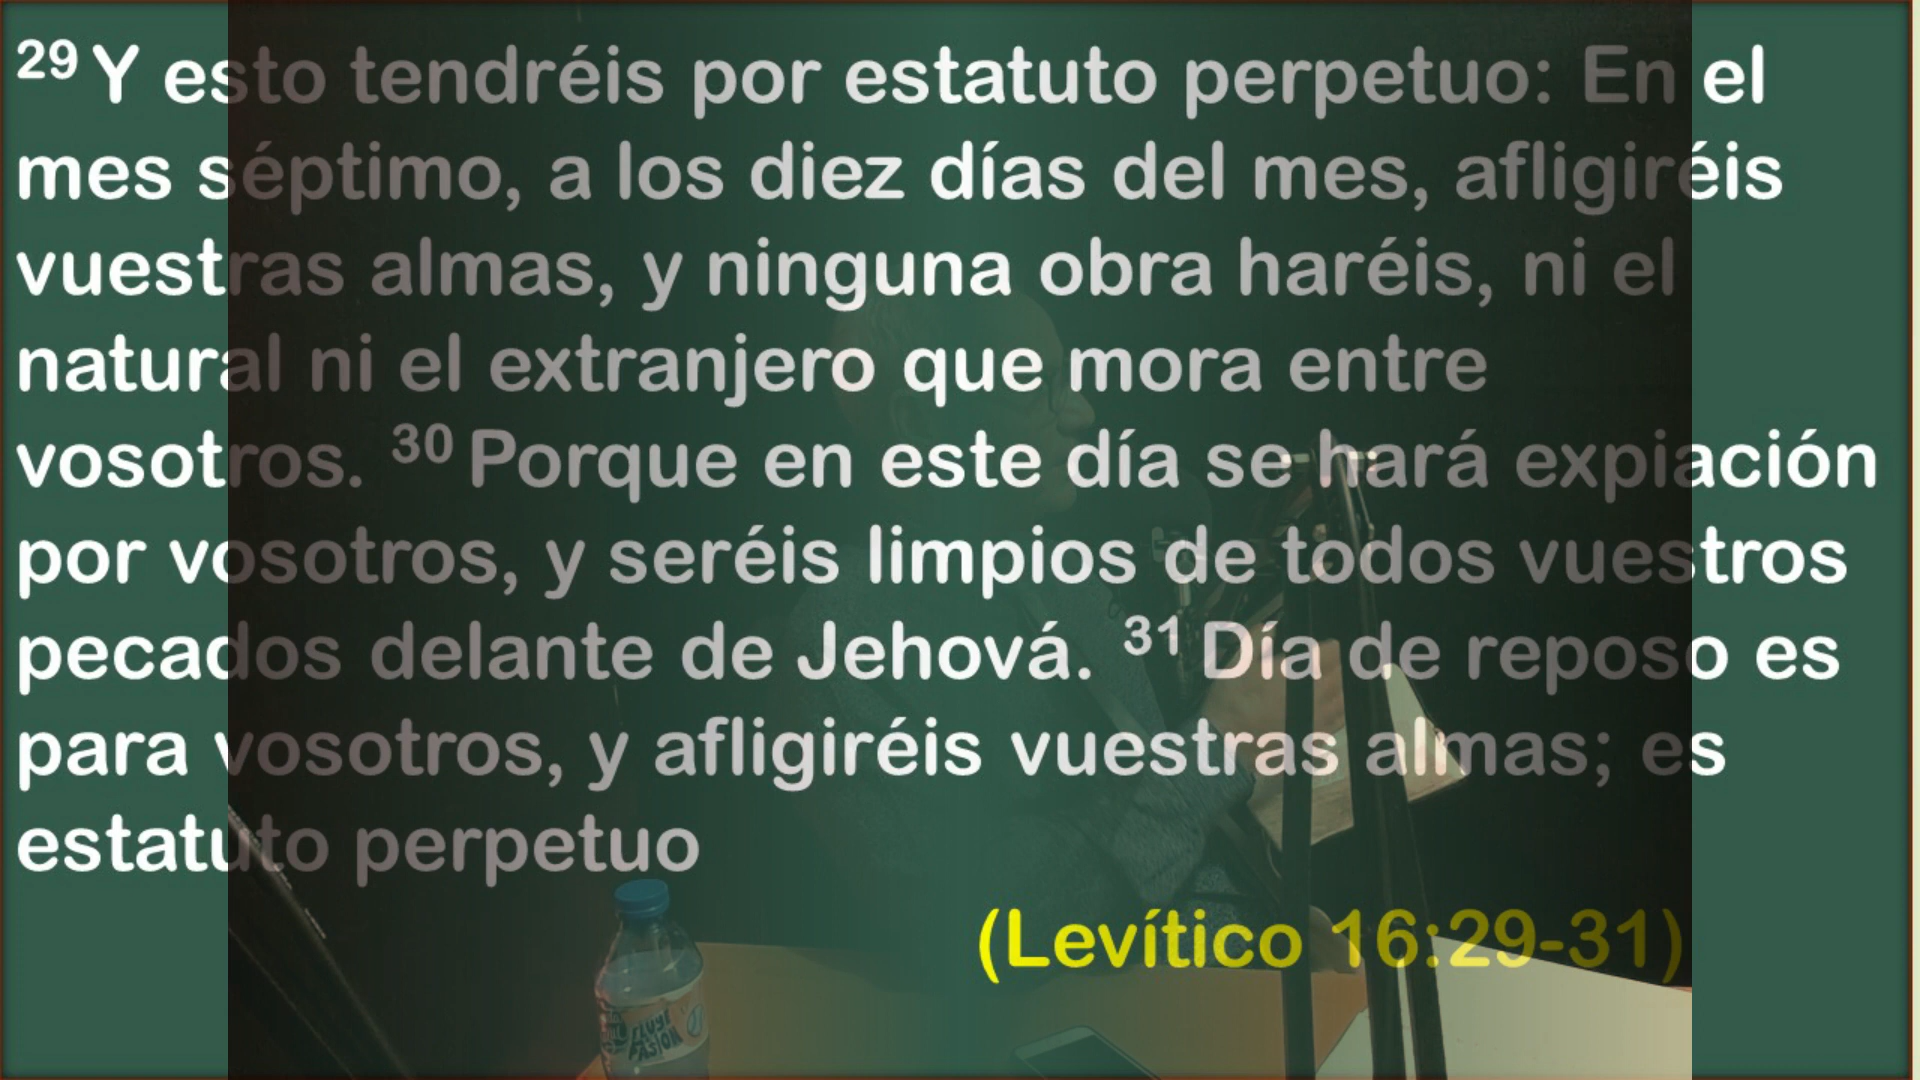 29 Y esto tendréis por estatuto perpetuo: En el
mes séptimo, a los diez días del mes, afligiréis
vuestras almas, y ninguna obra haréis, ni el
natural ni el extranjero que mora entre
vosotros. 30 Porque en este día se hará expiación
por vosotros, y seréis limpios de todos vuestros
pecados delante de Jehová. 31 Día de reposo es
para vosotros, y afligiréis vuestras almas; es
estatuto perpetuo
(Levítico 16:29-31)